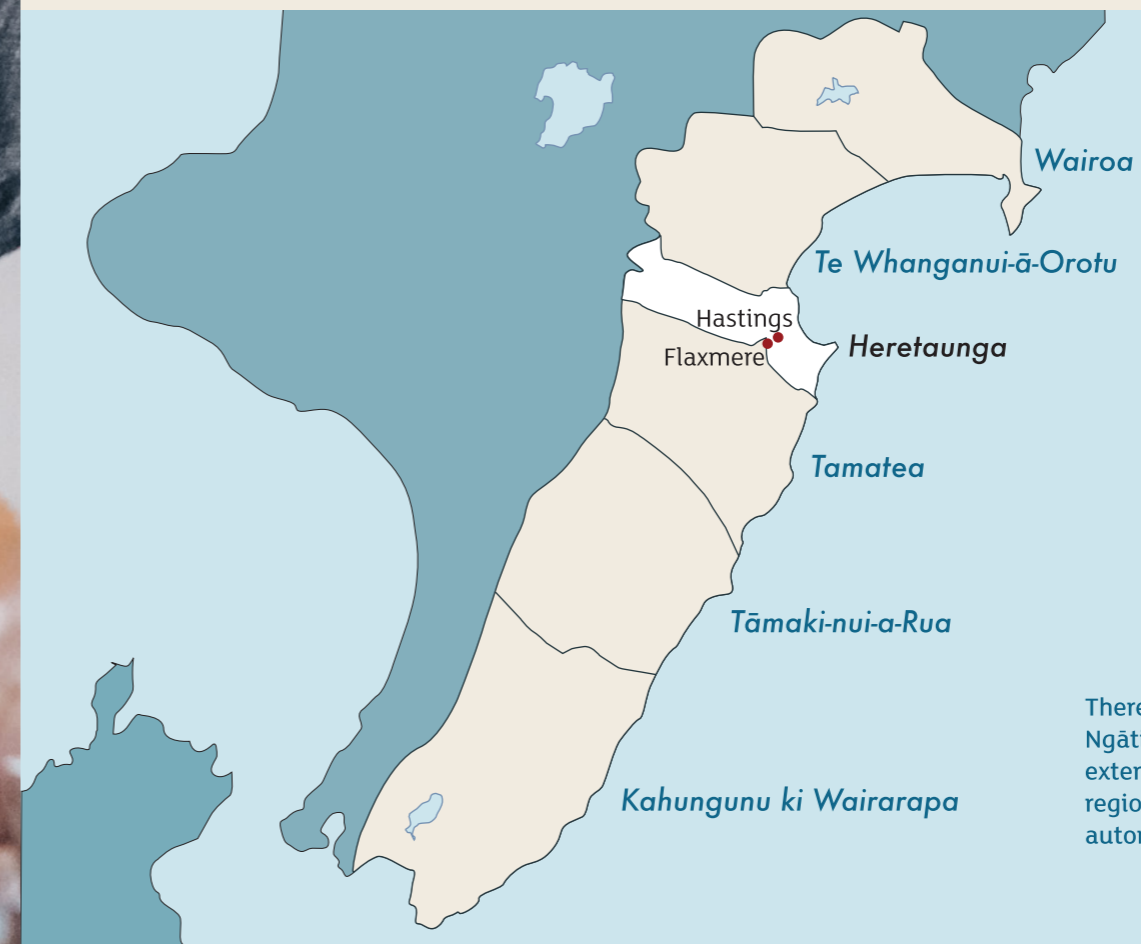 Wairoa
Te Whanganui-ā-Orotu
Hastings
Heretaunga
Flaxmere
Tamatea
Tāmaki-nui-a-Rua
Kahungunu ki Wairarapa
There
Ngāt
exten
regio
auto